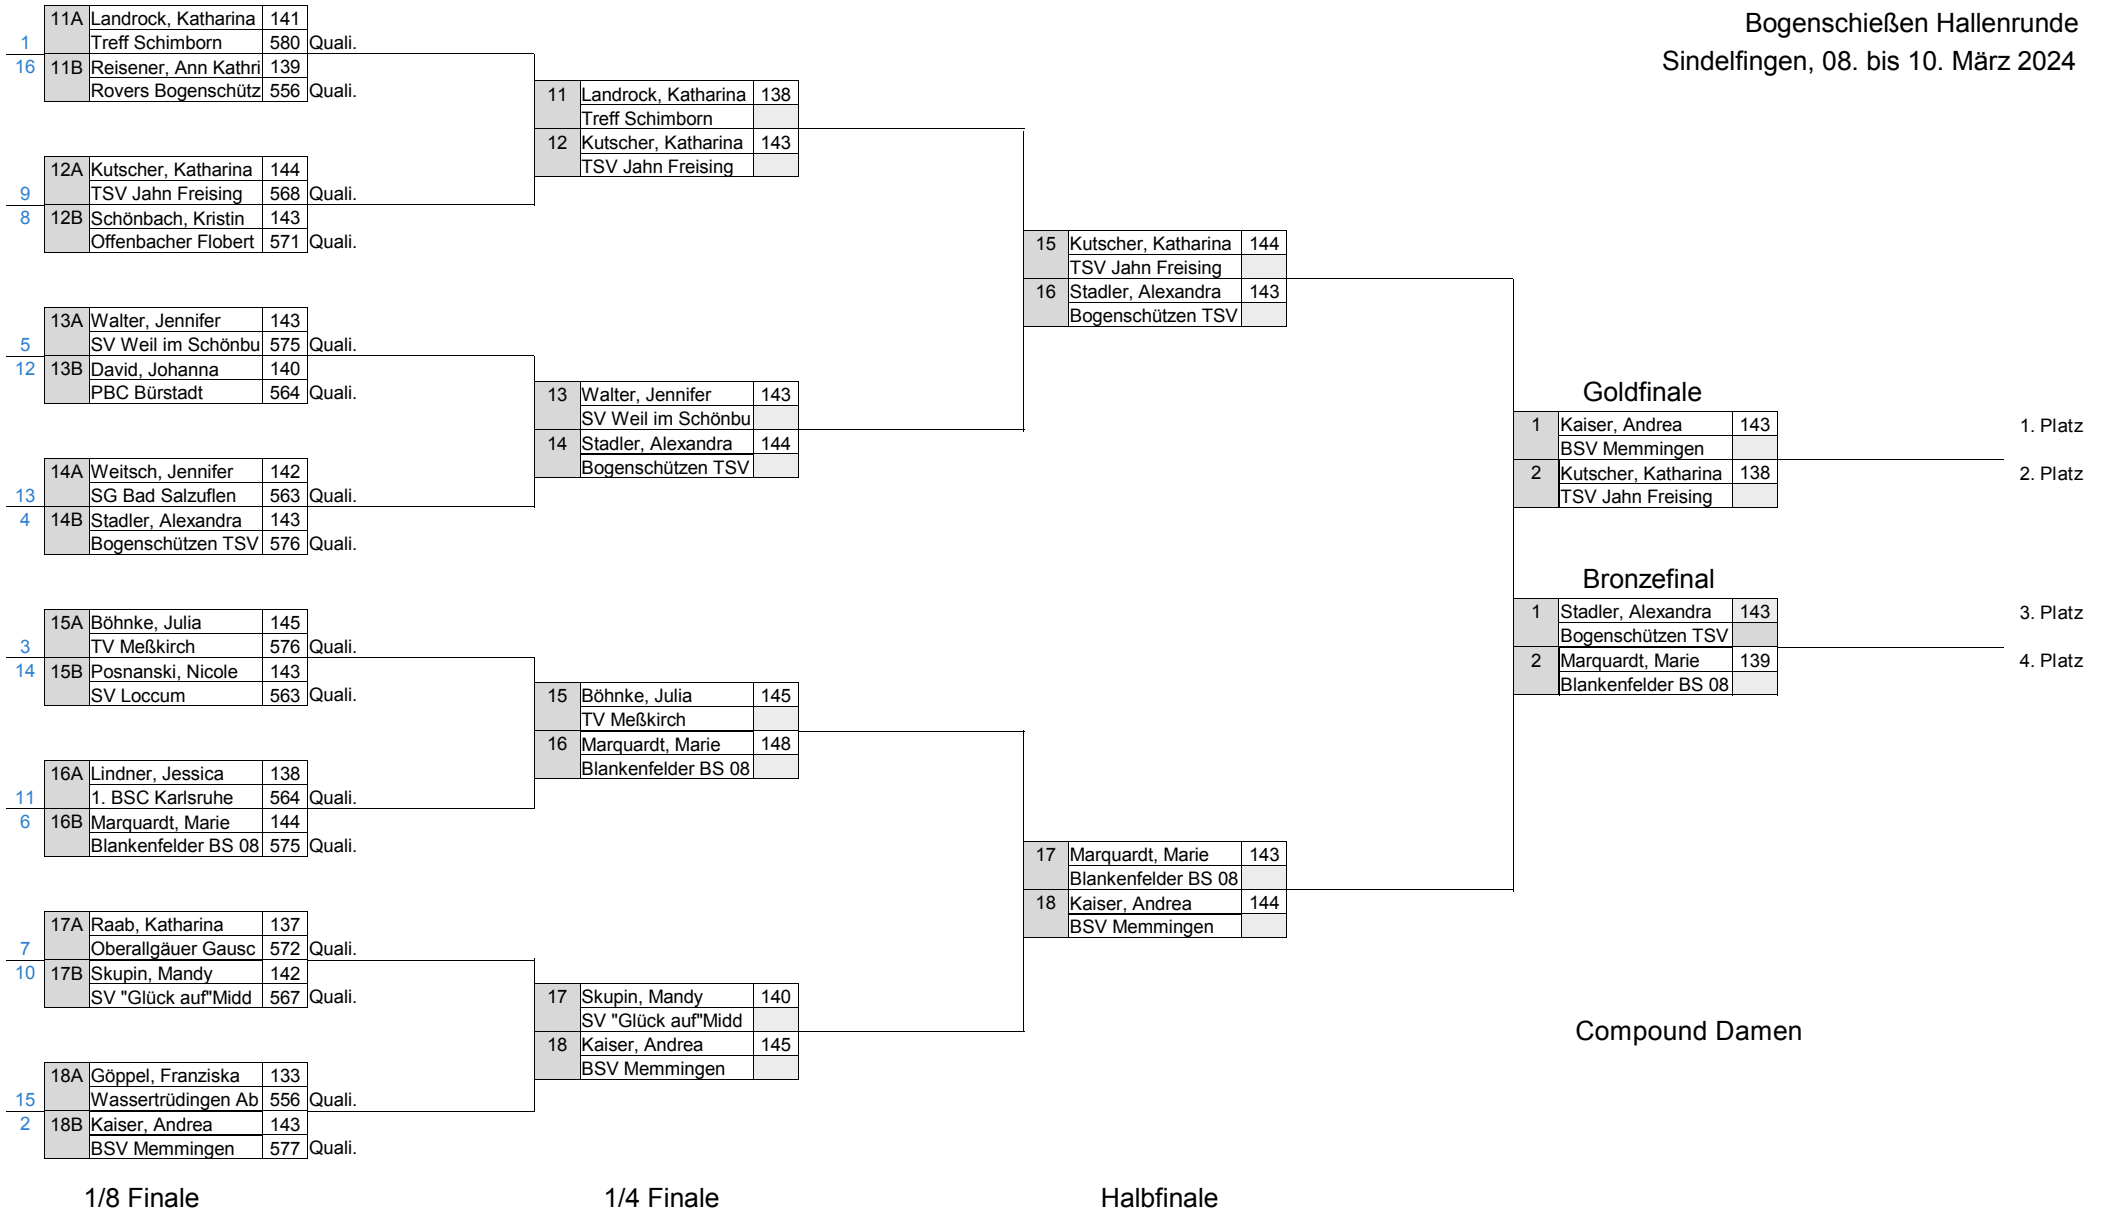 Bogenschießen Hallenrunde
Sindelfingen, 08. bis 10. März 2024
11A Landrock, Katharina 141
1 Treff Schimborn 580 Quali.
16 11B Reisener, Ann Kathri 139
Rovers Bogenschütz 556 Quali.
12A Kutscher, Katharina 144
9 TSV Jahn Freising 568 Quali.
8 12B Schönbach, Kristin 143
Offenbacher Flobert 571 Quali.
13A Walter, Jennifer 143
5 SV Weil im Schönbu 575 Quali.
12 13B David, Johanna 140
PBC Bürstadt 564 Quali.
14A Weitsch, Jennifer 142
13 SG Bad Salzuflen 563 Quali.
4 14B Stadler, Alexandra 143
Bogenschützen TSV 576 Quali.
15A Böhnke, Julia 145
3 TV Meßkirch 576 Quali.
14 15B Posnanski, Nicole 143
SV Loccum 563 Quali.
16A Lindner, Jessica 138
11 1. BSC Karlsruhe 564 Quali.
6 16B Marquardt, Marie 144
Blankenfelder BS 08 575 Quali.
17A Raab, Katharina 137
7 Oberallgäuer Gausc 572 Quali.
10 17B Skupin, Mandy 142
SV "Glück auf"Midd 567 Quali.
18A Göppel, Franziska 133
15 Wassertrüdingen Ab 556 Quali.
2 18B Kaiser, Andrea 143
BSV Memmingen 577 Quali.
1/8 Finale
11 Landrock, Katharina 138
Treff Schimborn
12 Kutscher, Katharina 143
TSV Jahn Freising
13 Walter, Jennifer 143
SV Weil im Schönbu
14 Stadler, Alexandra 144
Bogenschützen TSV
15 Böhnke, Julia 145
TV Meßkirch
16 Marquardt, Marie 148
Blankenfelder BS 08
17 Skupin, Mandy 140
SV "Glück auf"Midd
18 Kaiser, Andrea 145
BSV Memmingen
1/4 Finale
15 Kutscher, Katharina 144
TSV Jahn Freising
16 Stadler, Alexandra 143
Bogenschützen TSV
17 Marquardt, Marie 143
Blankenfelder BS 08
18 Kaiser, Andrea 144
BSV Memmingen
Halbfinale
Goldfinale
1 Kaiser, Andrea 143 1. Platz
BSV Memmingen
2 Kutscher, Katharina 138 2. Platz
TSV Jahn Freising
Bronzefinal
1 Stadler, Alexandra 143 3. Platz
Bogenschützen TSV
2 Marquardt, Marie 139 4. Platz
Blankenfelder BS 08
Compound Damen